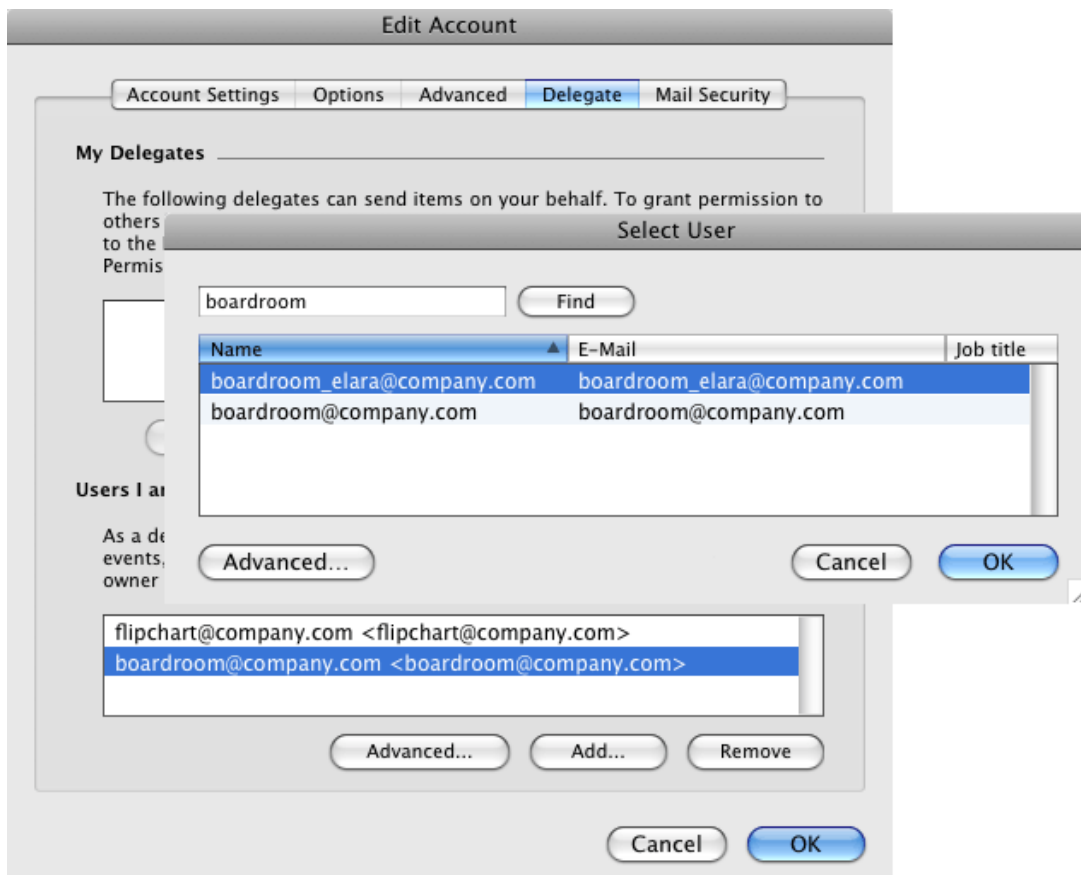 Edit Account
Account Settings Options Advanced Delegate Mail Security
My Delegates
The following delegates can send items on your behalf. To grant permission to
others
to the
Permis
Select User
boardroom Find
Name E-Mail Job title
boardroom_elara@company.com boardroom_elara@company.com
boardroom@company.com boardroom@company.com
Advanced... Cancel OK
Users I ar
As a de
events,
owner
flipchart@company.com <flipchart@company.com>
boardroom@company.com <boardroom@company.com>
Advanced... Add... Remove
Cancel OK